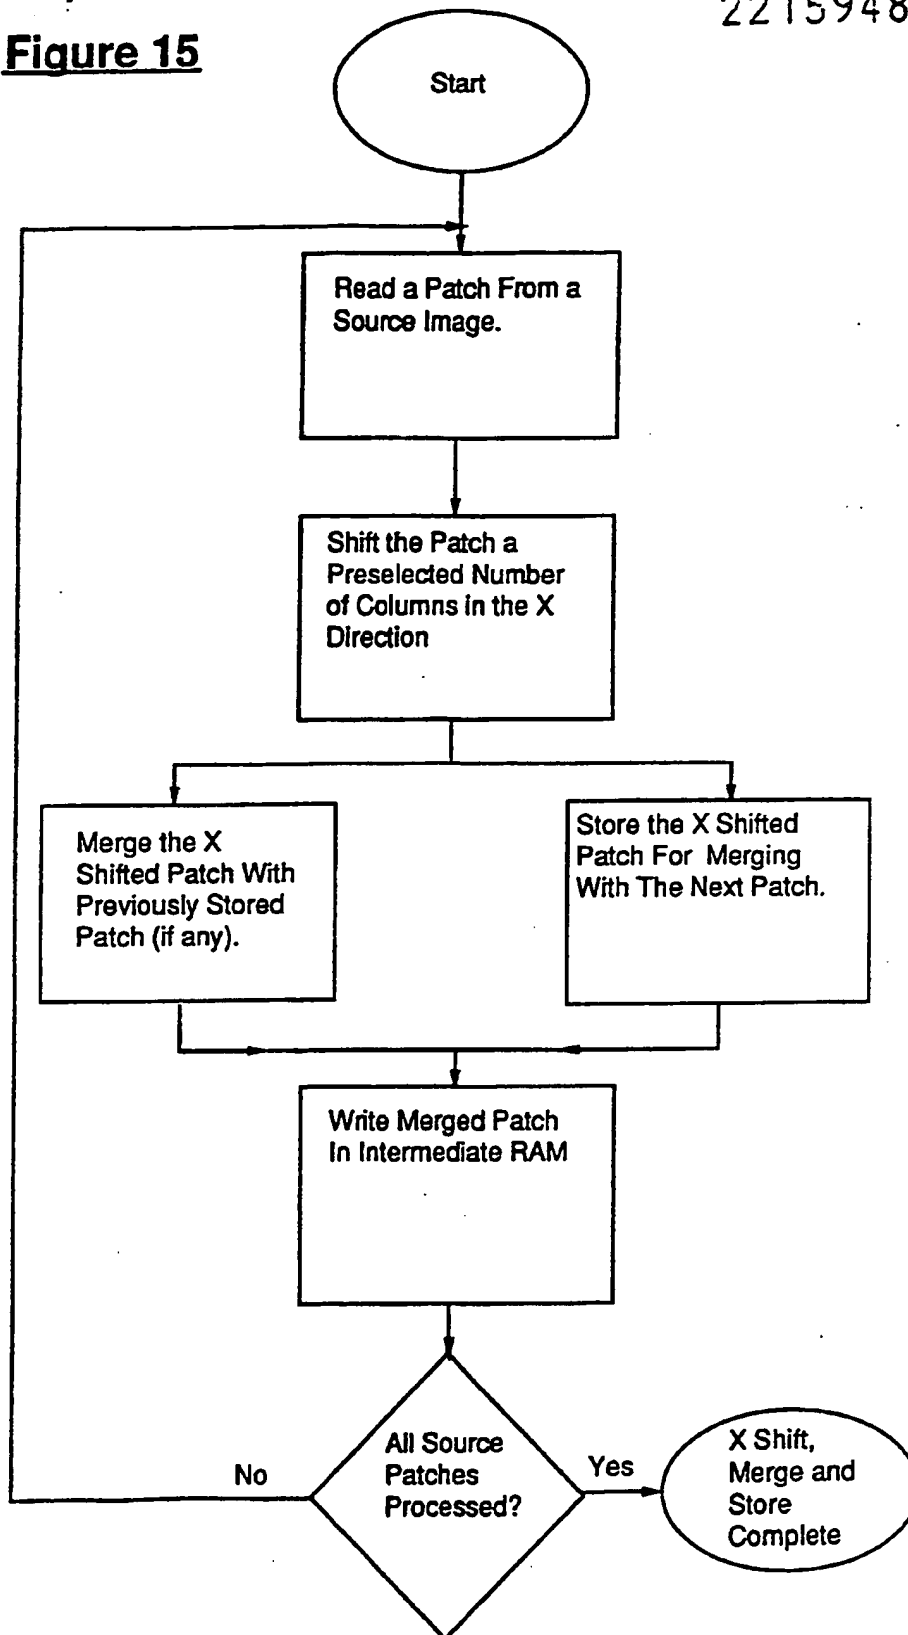 2215948
Figure 15
Start
Read a Patch From a
Source Image.
Shift the Patch a
Preselected Number
of Columns in the X
Direction
Merge the X
Shifted Patch With
Previously Stored
Patch (if any).
Store the X Shifted
Patch For Merging
With The Next Patch.
Write Merged Patch
In Intermediate RAM
All Source
Patches
Processed?
No
Yes
X Shift,
Merge and
Store
Complete